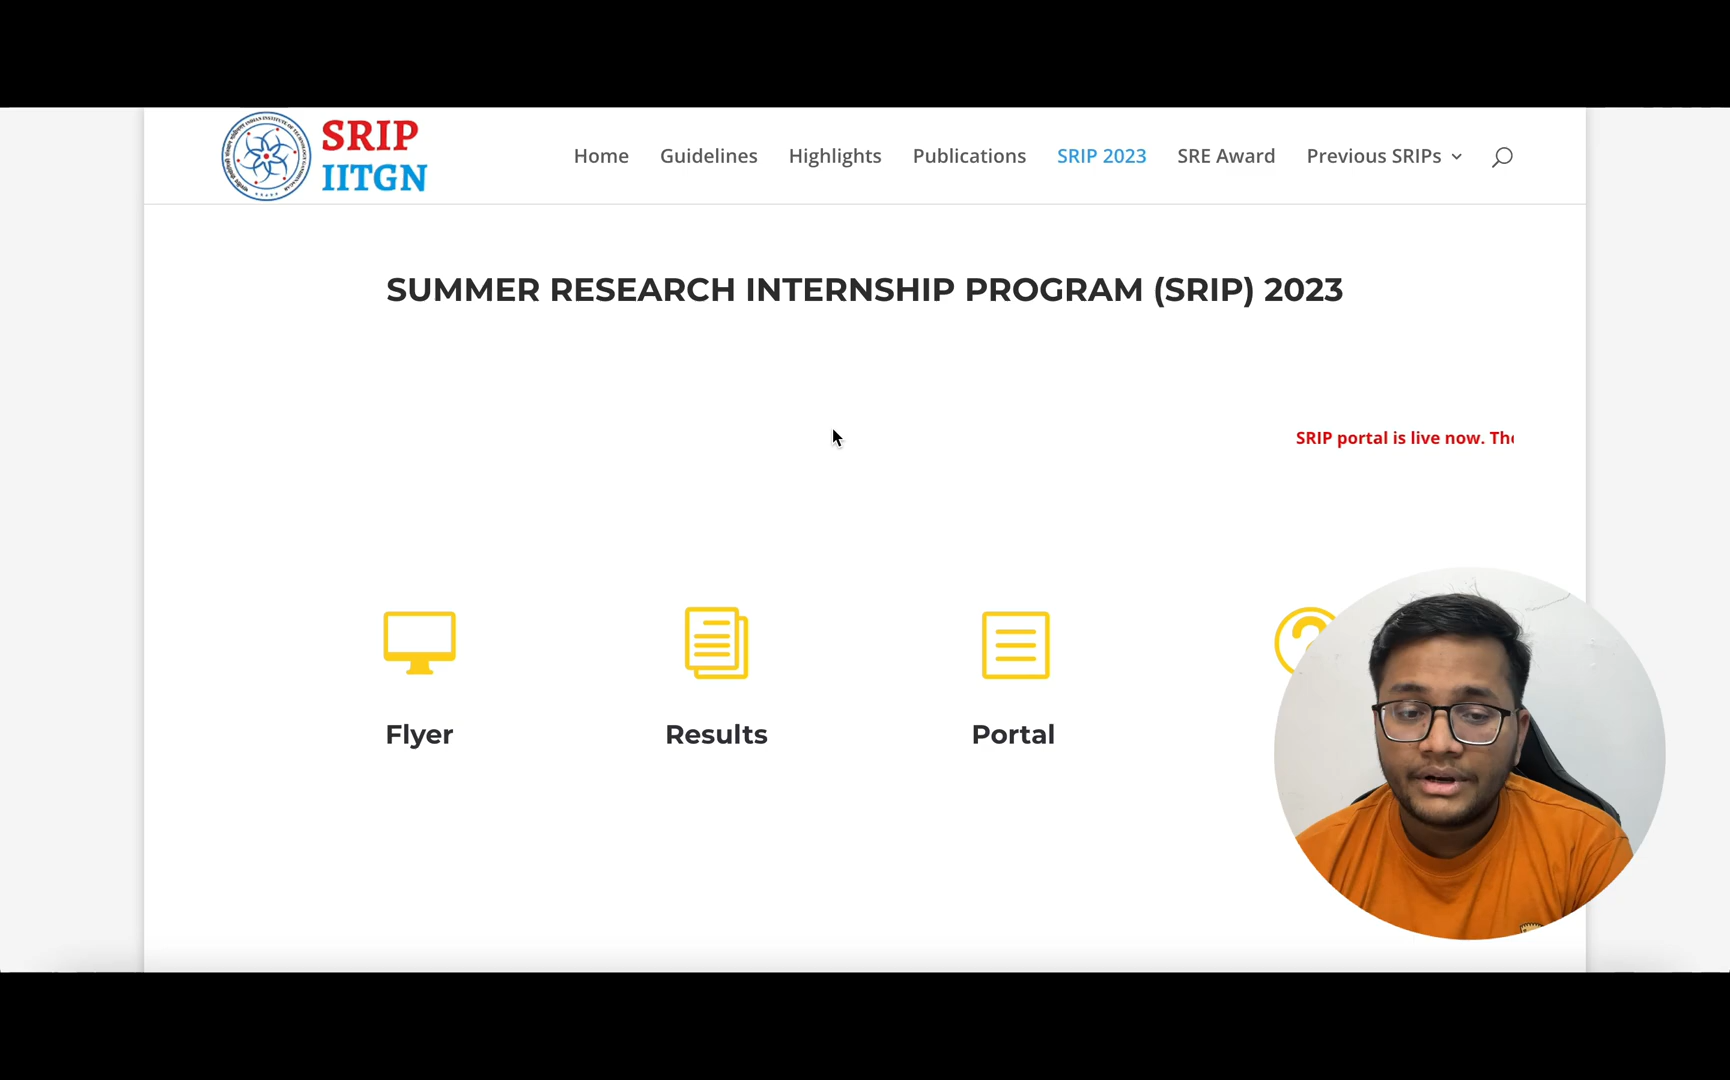 SRIP
IITGN
Home Guidelines Highlights Publications SRIP 2023 SRE Award Previous SRIPs
SUMMER RESEARCH INTERNSHIP PROGRAM (SRIP) 2023
SRIP portal is live now. The
Flyer Results Portal